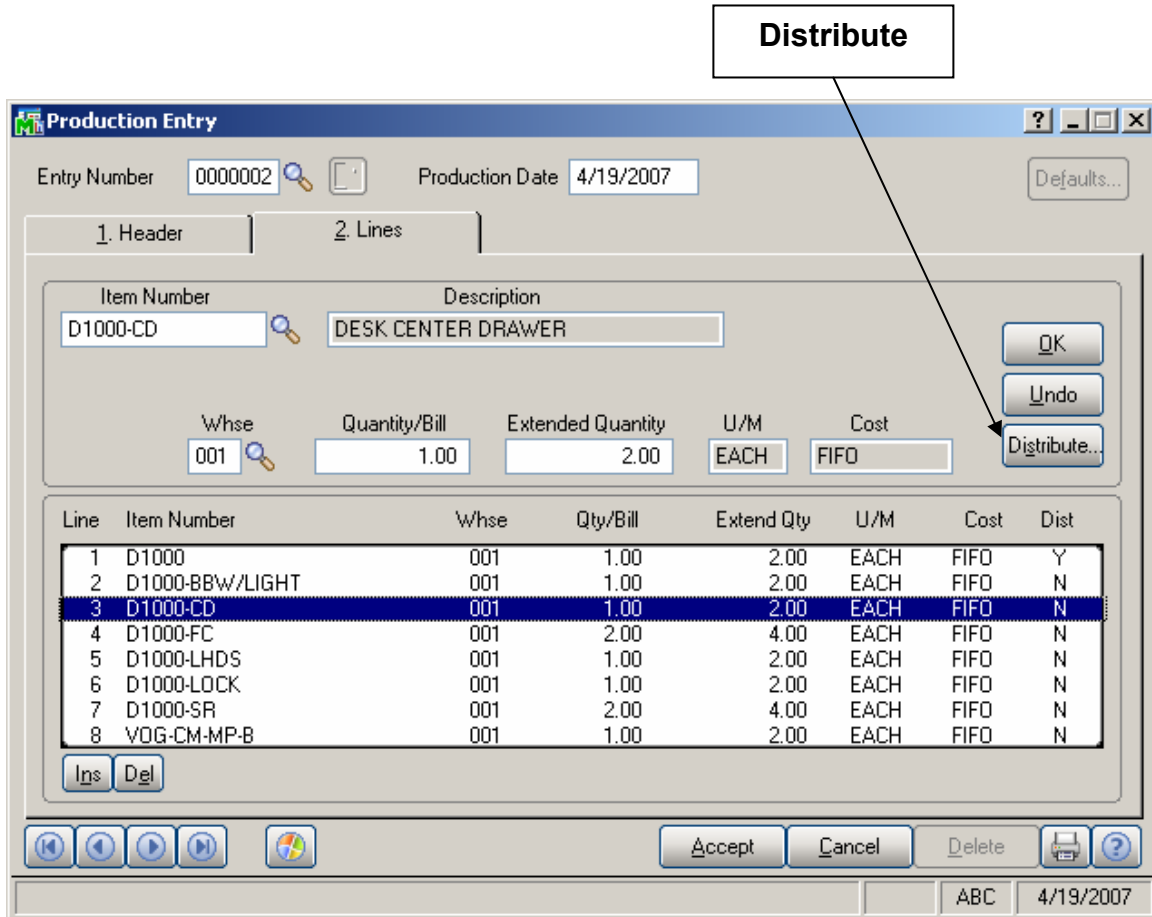 Distribute
Production Entry
Entry Number 0000002 Production Date 4/19/2007 Defaults...
1. Header 2. Lines
Item Number Description
D1000-CD DESK CENTER DRAWER
OK
Undo
Whse Quantity/Bill Extended Quantity U/M Cost
001 1.00 2.00 EACH FIFO Distribute...
Line Item Number Whse Qty/Bill Extend Qty U/M Cost Dist
1 D1000 001 1.00 2.00 EACH FIFO Y
2 D1000-BBW/LIGHT 001 1.00 2.00 EACH FIFO N
3 D1000-CD 001 1.00 2.00 EACH FIFO N
4 D1000-FC 001 2.00 4.00 EACH FIFO N
5 D1000-LHDS 001 1.00 2.00 EACH FIFO N
6 D1000-LOCK 001 1.00 2.00 EACH FIFO N
7 D1000-SR 001 2.00 4.00 EACH FIFO N
8 VOG-CM-MP-B 001 1.00 2.00 EACH FIFO N
Ins Del
Accept Cancel Delete
ABC 4/19/2007